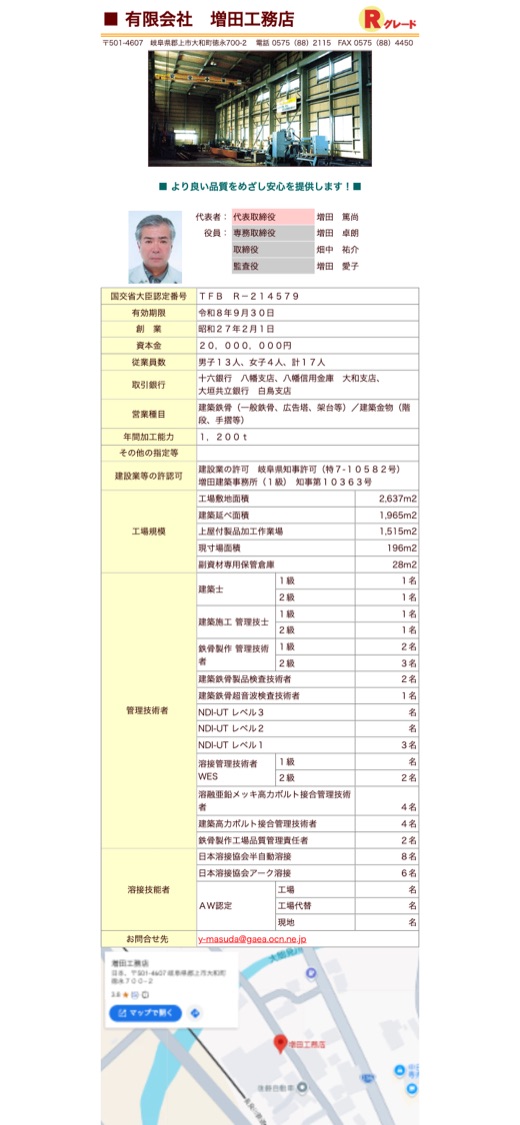 ■ 有限会社　増田工務店
Rグレード
〒501-4607　岐阜県郡上市大和町徳永700-2　電話 0575（88）2115　FAX 0575（88）4450
■ より良い品質をめざし安心を提供します！■
代表者： 代表取締役 増田　篤尚
役員： 専務取締役 増田　卓朗
取締役 畑中　祐介
監査役 増田　愛子
国交省大臣認定番号 ＴＦＢ　Ｒ－２１４５７９
有効期限 令和８年９月３０日
創　業 昭和２７年２月１日
資本金 ２０，０００，０００円
従業員数 男子１３人、女子４人、計１７人
取引銀行 十六銀行　八幡支店、八幡信用金庫　大和支店、
大垣共立銀行　白鳥支店
営業種目 建築鉄骨（一般鉄骨、広告塔、架台等）／建築金物（階
段、手摺等）
年間加工能力 １，２００ｔ
その他の指定等
建設業等の許認可 建設業の許可　岐阜県知事許可（特７-１０５８２号）
増田建築事務所（１級）　知事第１０３６３号
工場規模 工場敷地面積 2,637m2
建築延べ面積 1,965m2
上屋付製品加工作業場 1,515m2
現寸場面積 196m2
副資材専用保管倉庫 28m2
管理技術者 建築士 １級 １名
２級 １名
建築施工 管理技士 １級 １名
２級 １名
鉄骨製作 管理技術
者 １級 ２名
２級 ３名
建築鉄骨製品検査技術者 ２名
建築鉄骨超音波検査技術者 １名
NDI-UT レベル３ 名
NDI-UT レベル２ 名
NDI-UT レベル１ ３名
溶接管理技術者
WES １級 名
２級 ２名
溶融亜鉛メッキ高力ボルト接合管理技術
者 ４名
建築高力ボルト接合管理技術者 ４名
鉄骨製作工場品質管理責任者 ２名
溶接技能者 日本溶接協会半自動溶接 ８名
日本溶接協会アーク溶接 ６名
ＡＷ認定 工場 名
工場代替 名
現地 名
お問合せ先 y-masuda@gaea.ocn.ne.jp
増田工務店
日本、〒501-4607 岐阜県郡上市大和町
徳永７００−２
3.6
マップで開く
増田工務店